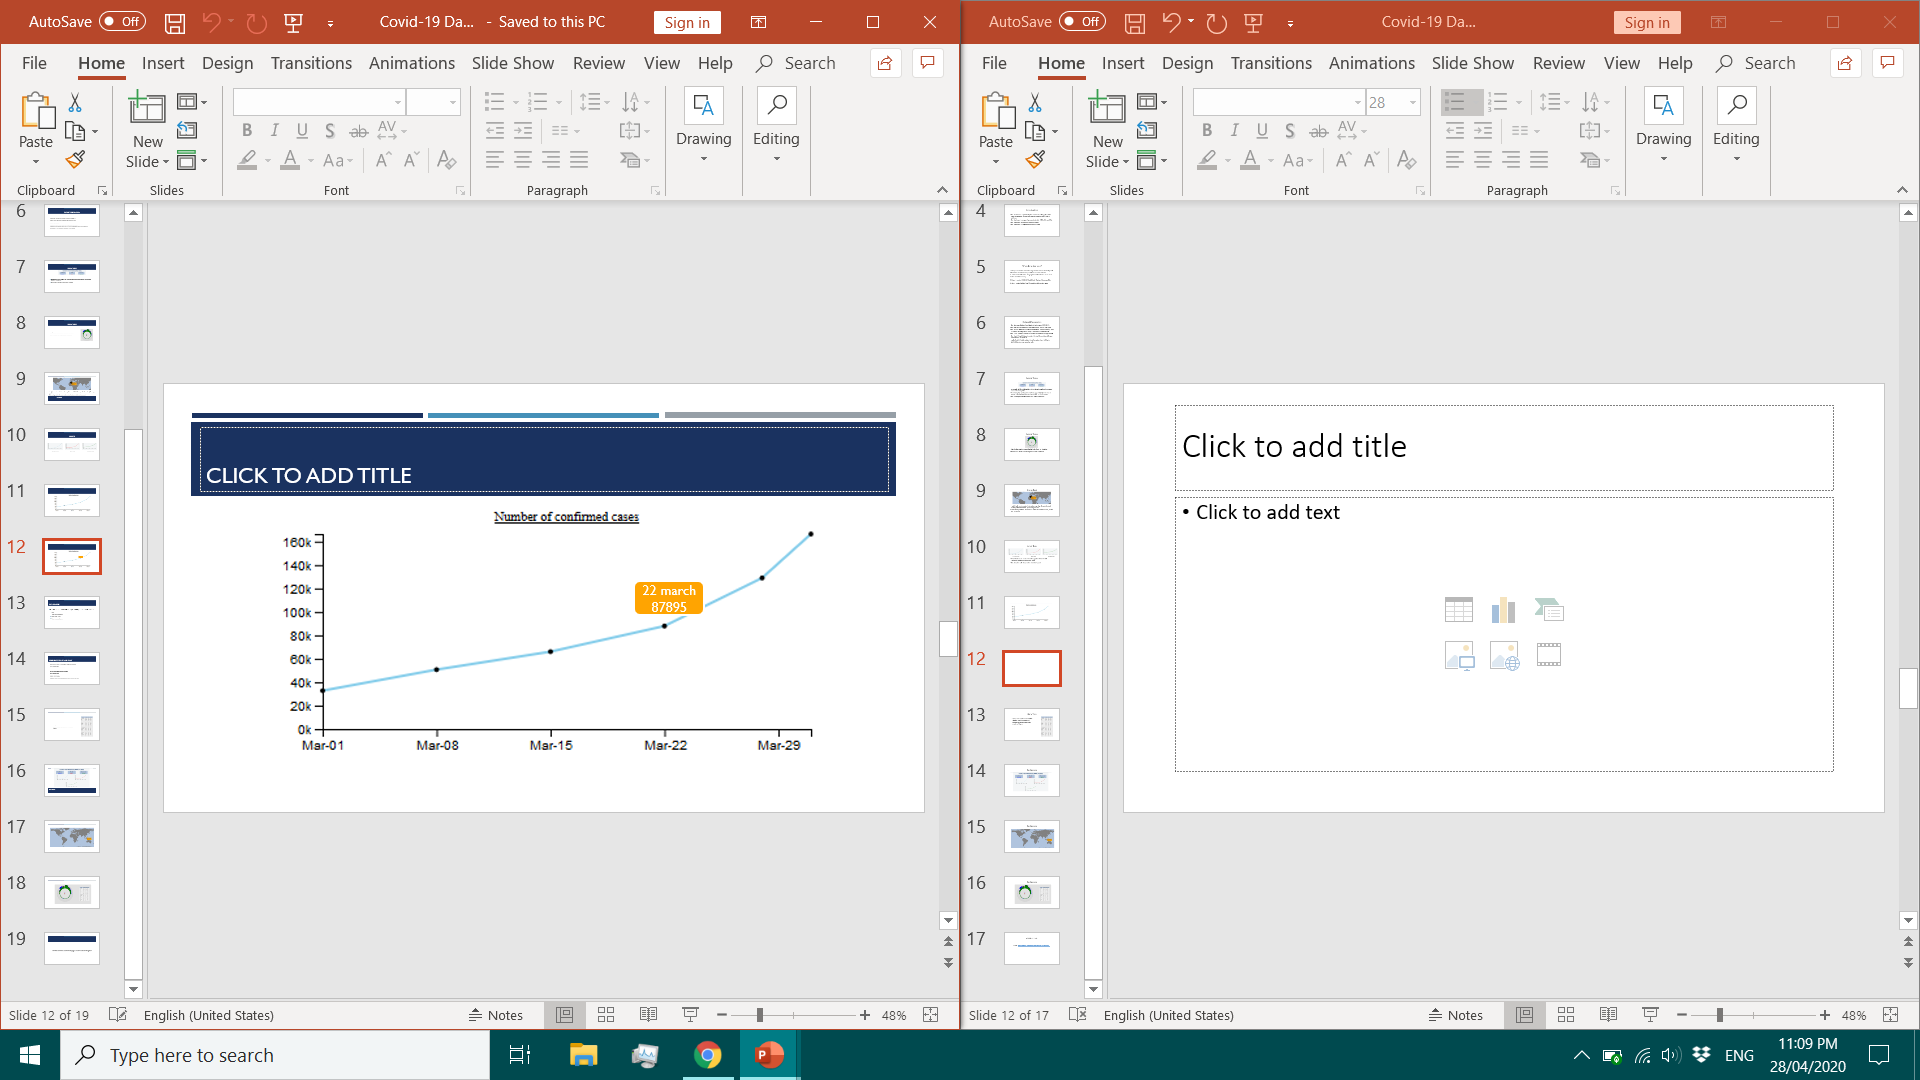 AutoSave Off Covid-19 Da... - Saved to this PC Sign in
File Home Insert Design Transitions Animations Slide Show Review View Help Search
Paste
New
Slide
B I U S ab AV
A Aa A A A
Drawing
Editing
Clipboard Slides Font Paragraph
6
7
8
9
10
11
12
13
14
15
16
17
18
19
CLICK TO ADD TITLE
Number of confirmed cases
160k
140k
120k
100k
80k
60k
40k
20k
0k
22 march
87895
Mar-01 Mar-08 Mar-15 Mar-22 Mar-29
Slide 12 of 19 English (United States) Notes 48%
AutoSave Off Covid-19 Da... Sign in
File Home Insert Design Transitions Animations Slide Show Review View Help Search
Paste
New
Slide
28
B I U S ab AV
A Aa A A A
Drawing
Editing
Clipboard Slides Font Paragraph
4
5
6
7
8
9
10
11
12
13
14
15
16
17
Click to add title
• Click to add text
Slide 12 of 17 English (United States) Notes 48%
Type here to search
ENG
11:09 PM
28/04/2020